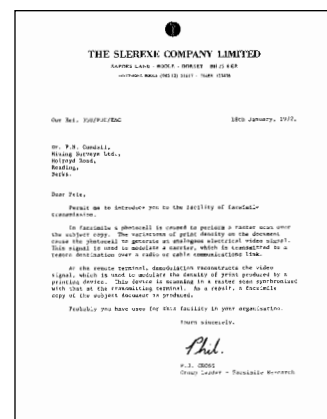 THE SLEREXE COMPANY LIMITED
SAPORS LANE - BOOLE - DORSET - BH25 8ER
Our Ref. 350/PJC/EAC 18th January, 1972.
Dr. P.N. Cundall,
Mining Surveys Ltd.,
Holroyd Road,
Reading,
Berks.
Dear Pete,
Permit me to introduce you to the facility of facsimile
transmission.
In facsimile a photocell is caused to perform a raster scan over
the subject copy. The variations of print density on the document
cause the photocell to generate an analogous electrical video signal.
This signal is used to modulate a carrier, which is transmitted to a
remote destination over a radio or cable communications link.
At the remote terminal, demodulation reconstructs the video
signal, which is used to modulate the density of print produced by a
printing device. This device is scanning in a raster scan synchronised
with that at the transmitting terminal. As a result, a facsimile
copy of the subject document is produced.
Probably you have uses for this facility in your organisation.
Yours sincerely,
Phil.
P.J. CROSS
Group Leader - Facsimile Research